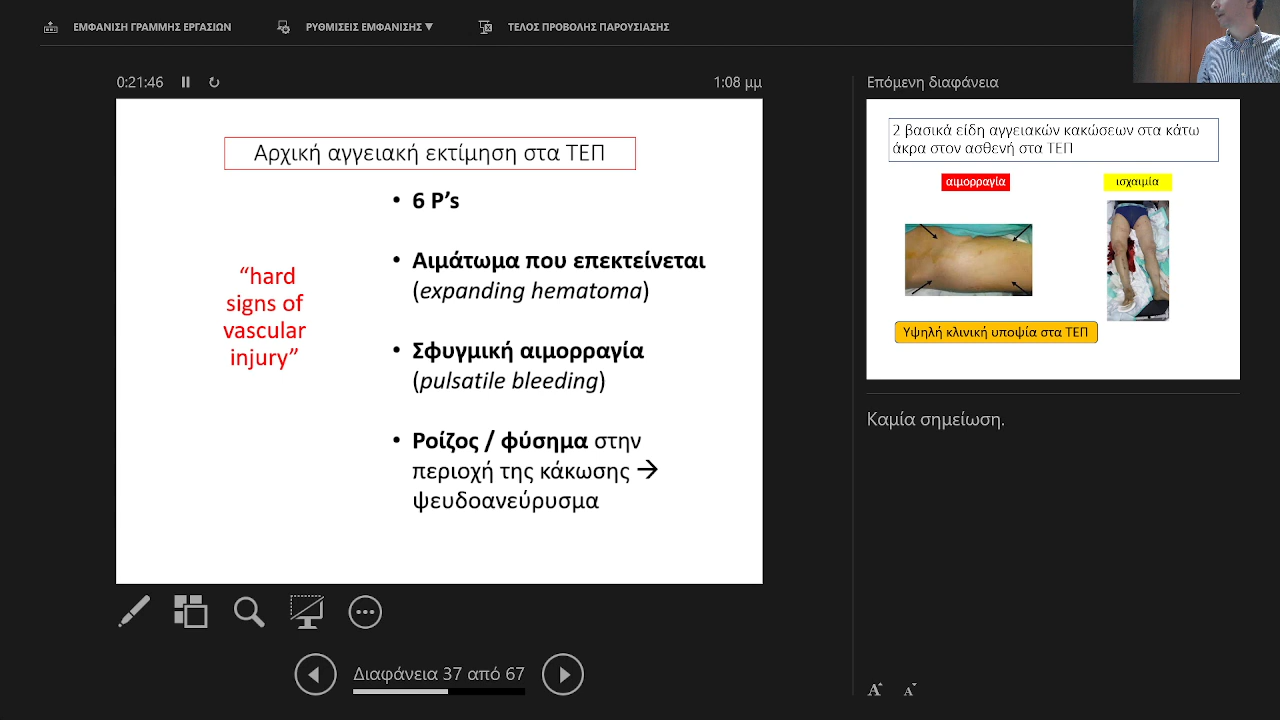 ΕΜΦΑΝΙΣΗ ΓΡΑΜΜΗΣ ΕΡΓΑΣΙΩΝ ΡΥΘΜΙΣΕΙΣ ΕΜΦΑΝΙΣΗΣ ▼ ΤΕΛΟΣ ΠΡΟΒΟΛΗΣ ΠΑΡΟΥΣΙΑΣΗΣ
0:21:46 1:08 μμ
Αρχική αγγειακή εκτίμηση στα ΤΕΠ
“hard
signs of
vascular
injury”
• 6 P’s
• Αιμάτωμα που επεκτείνεται
(expanding hematoma)
• Σφυγμική αιμορραγία
(pulsatile bleeding)
• Ροίζος / φύσημα στην
περιοχή της κάκωσης →
ψευδοανεύρυσμα
Διαφάνεια 37 από 67
Επόμενη διαφάνεια
2 βασικά είδη αγγειακών κακώσεων στα κάτω
άκρα στον ασθενή στα ΤΕΠ
αιμορραγία ισχαιμία
Υψηλή κλινική υποψία στα ΤΕΠ
Καμία σημείωση.
A A